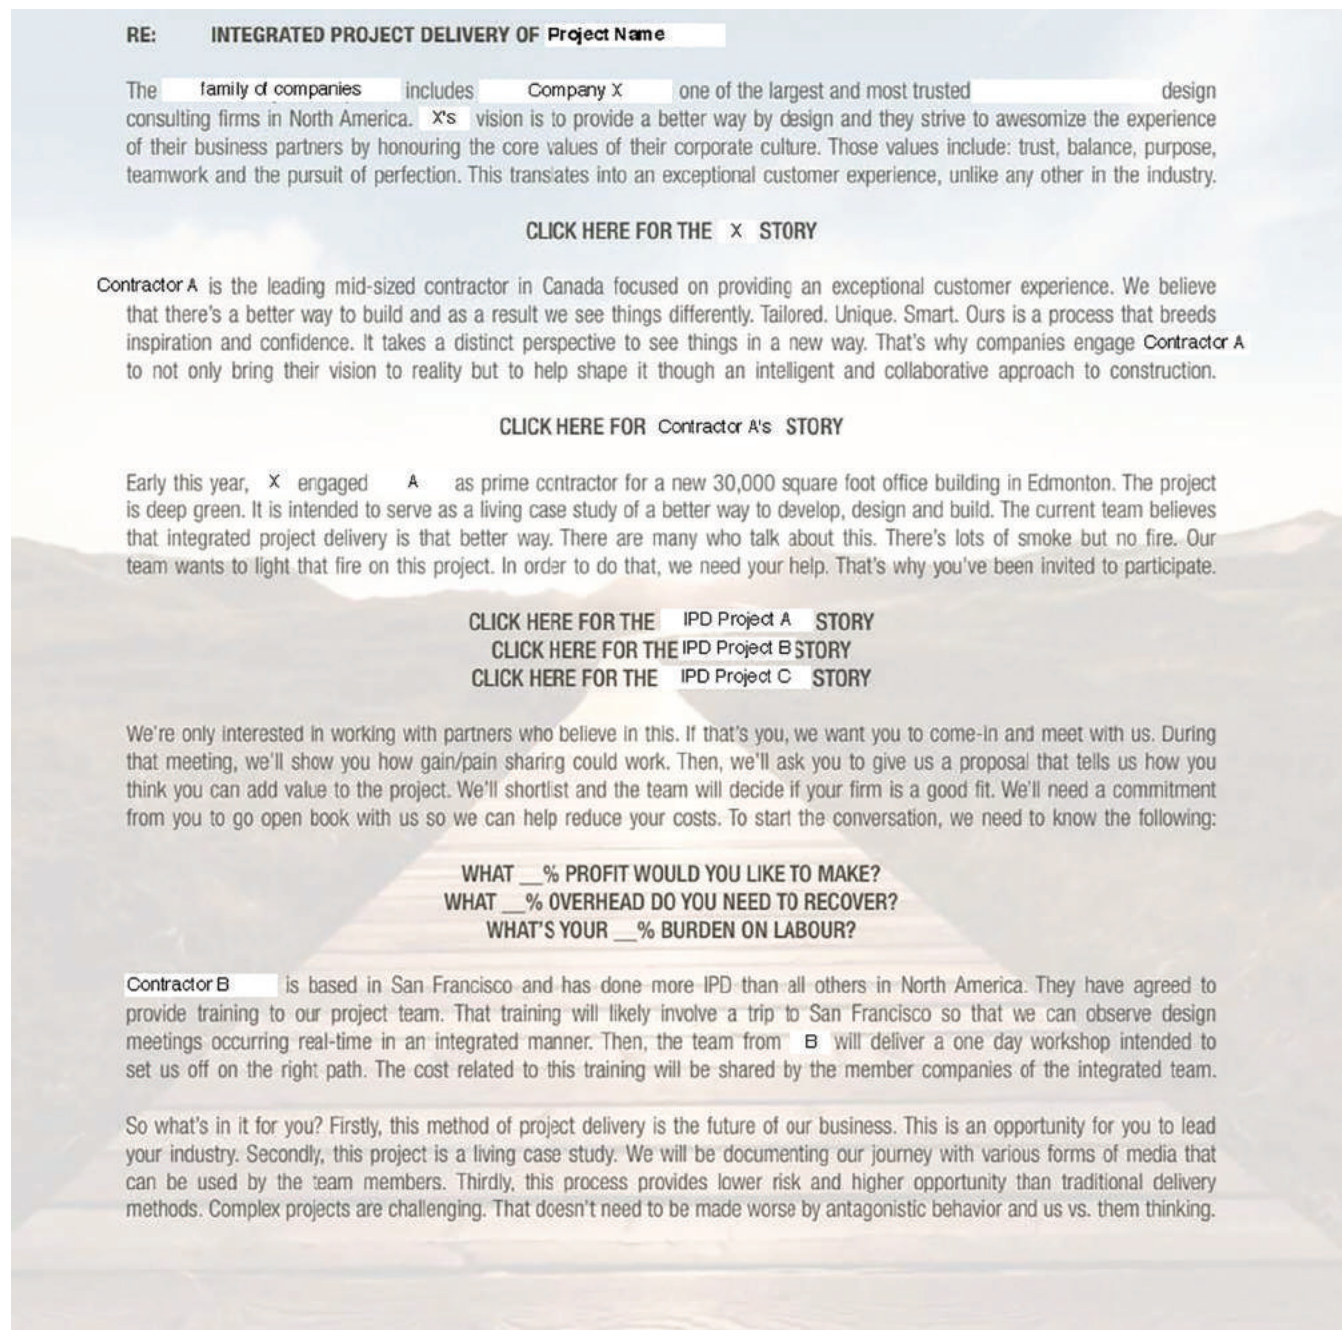 RE: INTEGRATED PROJECT DELIVERY OF Project Name
The family of companies includes Company X one of the largest and most trusted design
consulting firms in North America. X's vision is to provide a better way by design and they strive to awesomize the experience
of their business partners by honouring the core values of their corporate culture. Those values include: trust, balance, purpose,
teamwork and the pursuit of perfection. This translates into an exceptional customer experience, unlike any other in the industry.
CLICK HERE FOR THE X STORY
Contractor A is the leading mid-sized contractor in Canada focused on providing an exceptional customer experience. We believe
that there's a better way to build and as a result we see things differently. Tailored. Unique. Smart. Ours is a process that breeds
inspiration and confidence. It takes a distinct perspective to see things in a new way. That's why companies engage Contractor A
to not only bring their vision to reality but to help shape it though an intelligent and collaborative approach to construction.
CLICK HERE FOR Contractor A's STORY
Early this year, X engaged A as prime contractor for a new 30,000 square foot office building in Edmonton. The project
is deep green. It is intended to serve as a living case study of a better way to develop, design and build. The current team believes
that integrated project delivery is that better way. There are many who talk about this. There's lots of smoke but no fire. Our
team wants to light that fire on this project. In order to do that, we need your help. That's why you've been invited to participate.
CLICK HERE FOR THE IPD Project A STORY
CLICK HERE FOR THE IPD Project B STORY
CLICK HERE FOR THE IPD Project C STORY
We're only interested in working with partners who believe in this. If that's you, we want you to come-in and meet with us. During
that meeting, we'll show you how gain/pain sharing could work. Then, we'll ask you to give us a proposal that tells us how you
think you can add value to the project. We'll shortlist and the team will decide if your firm is a good fit. We'll need a commitment
from you to go open book with us so we can help reduce your costs. To start the conversation, we need to know the following:
WHAT __% PROFIT WOULD YOU LIKE TO MAKE?
WHAT __% OVERHEAD DO YOU NEED TO RECOVER?
WHAT'S YOUR __% BURDEN ON LABOUR?
Contractor B is based in San Francisco and has done more IPD than all others in North America. They have agreed to
provide training to our project team. That training will likely involve a trip to San Francisco so that we can observe design
meetings occurring real-time in an integrated manner. Then, the team from B will deliver a one day workshop intended to
set us off on the right path. The cost related to this training will be shared by the member companies of the integrated team.
So what's in it for you? Firstly, this method of project delivery is the future of our business. This is an opportunity for you to lead
your industry. Secondly, this project is a living case study. We will be documenting our journey with various forms of media that
can be used by the team members. Thirdly, this process provides lower risk and higher opportunity than traditional delivery
methods. Complex projects are challenging. That doesn't need to be made worse by antagonistic behavior and us vs. them thinking.